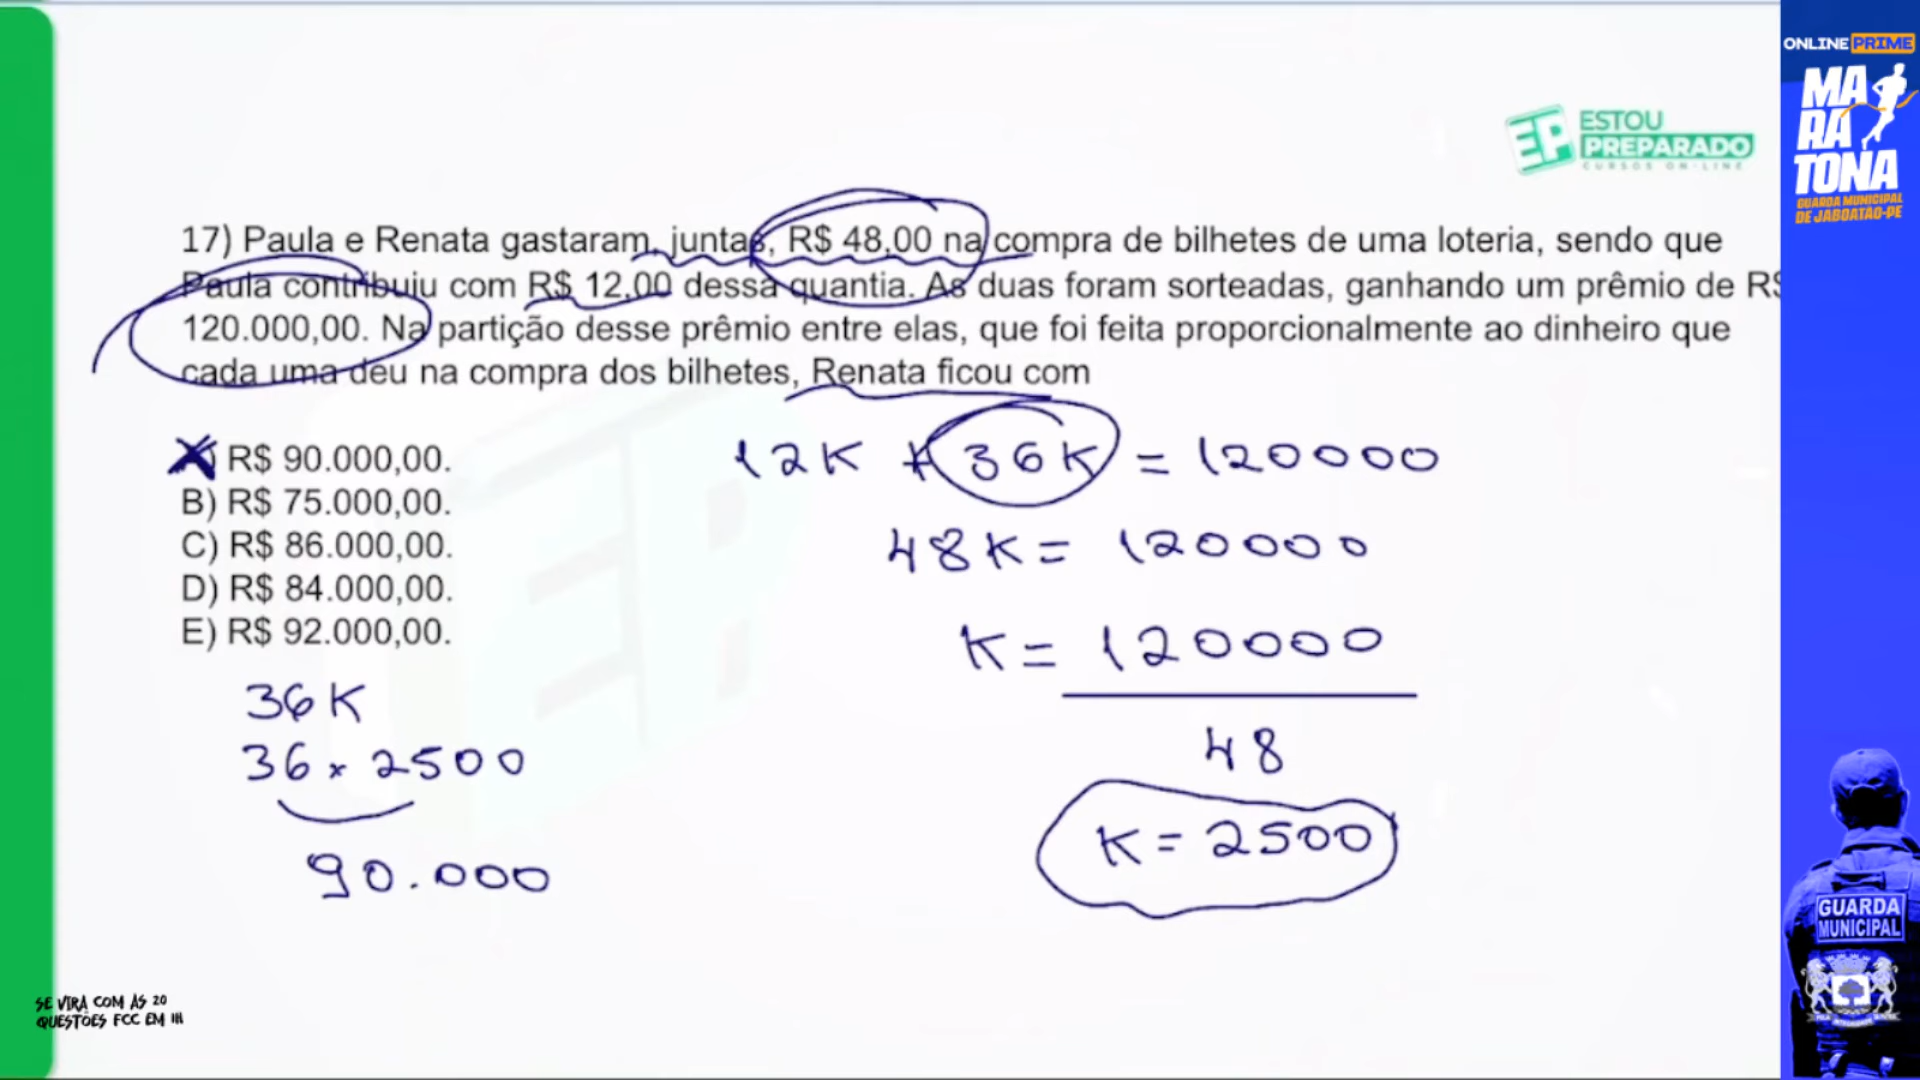 ONLINE PRIME
MA
RA
TONA
GUARDA MUNICIPAL
DE JABOATÃO-PE
EP ESTOU
PREPARADO
CURSOS ON-LINE
17) Paula e Renata gastaram, juntas, R$ 48,00 na compra de bilhetes de uma loteria, sendo que
Paula contribuiu com R$ 12,00 dessa quantia. As duas foram sorteadas, ganhando um prêmio de R$
120.000,00. Na partição desse prêmio entre elas, que foi feita proporcionalmente ao dinheiro que
cada uma deu na compra dos bilhetes, Renata ficou com
R$ 90.000,00.
B) R$ 75.000,00.
C) R$ 86.000,00.
D) R$ 84.000,00.
E) R$ 92.000,00.
12K + 36K = 120000
48K = 120000
K = 120000
48
K = 2500
36K
36 x 2500
90.000
SE VIRA COM AS 20
QUESTÕES FCC EM 1H
GUARDA
MUNICIPAL